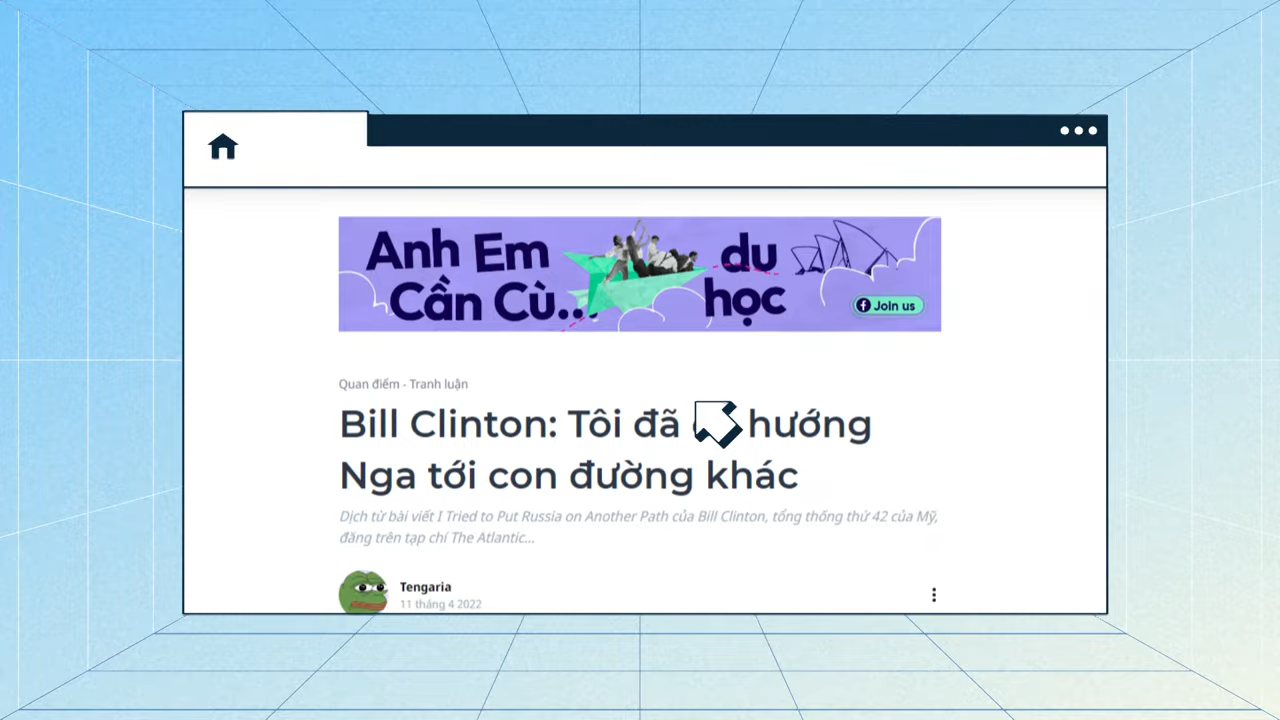 Anh Em
Cần Cù...
du
học
Join us
Quan điểm - Tranh luận
Bill Clinton: Tôi đã hướng
Nga tới con đường khác
Dịch từ bài viết I Tried to Put Russia on Another Path của Bill Clinton, tổng thống thứ 42 của Mỹ,
đăng trên tạp chí The Atlantic...
Tengaria
11 tháng 4 2022